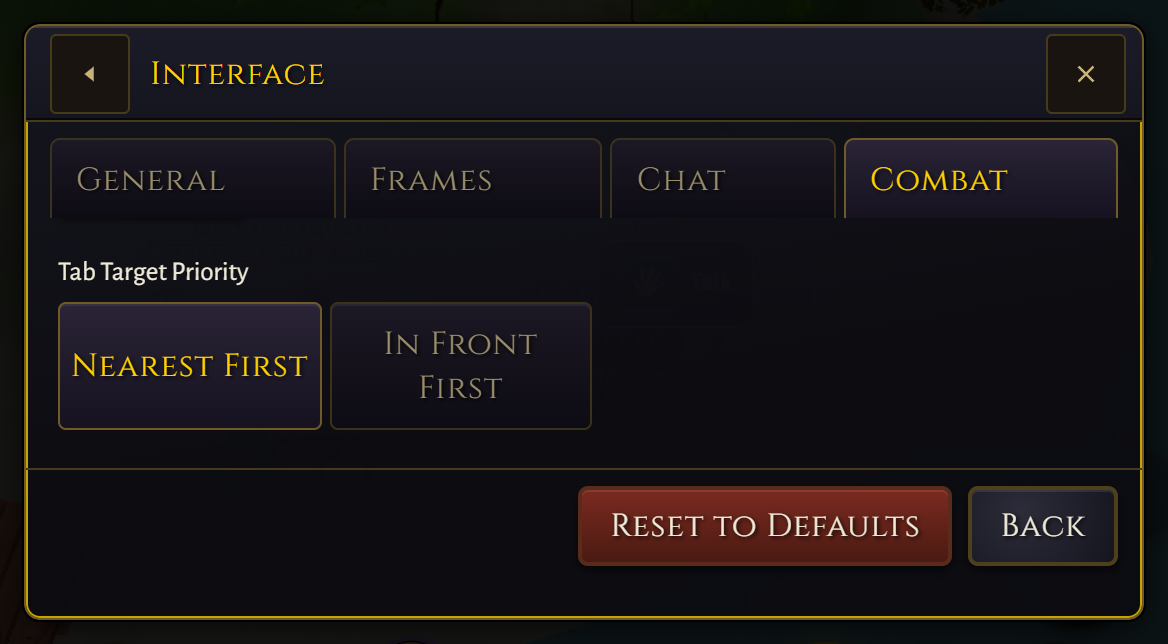 Interface
General
Frames
Chat
Combat
Tab Target Priority
Nearest First
In Front
First
Reset to Defaults
Back